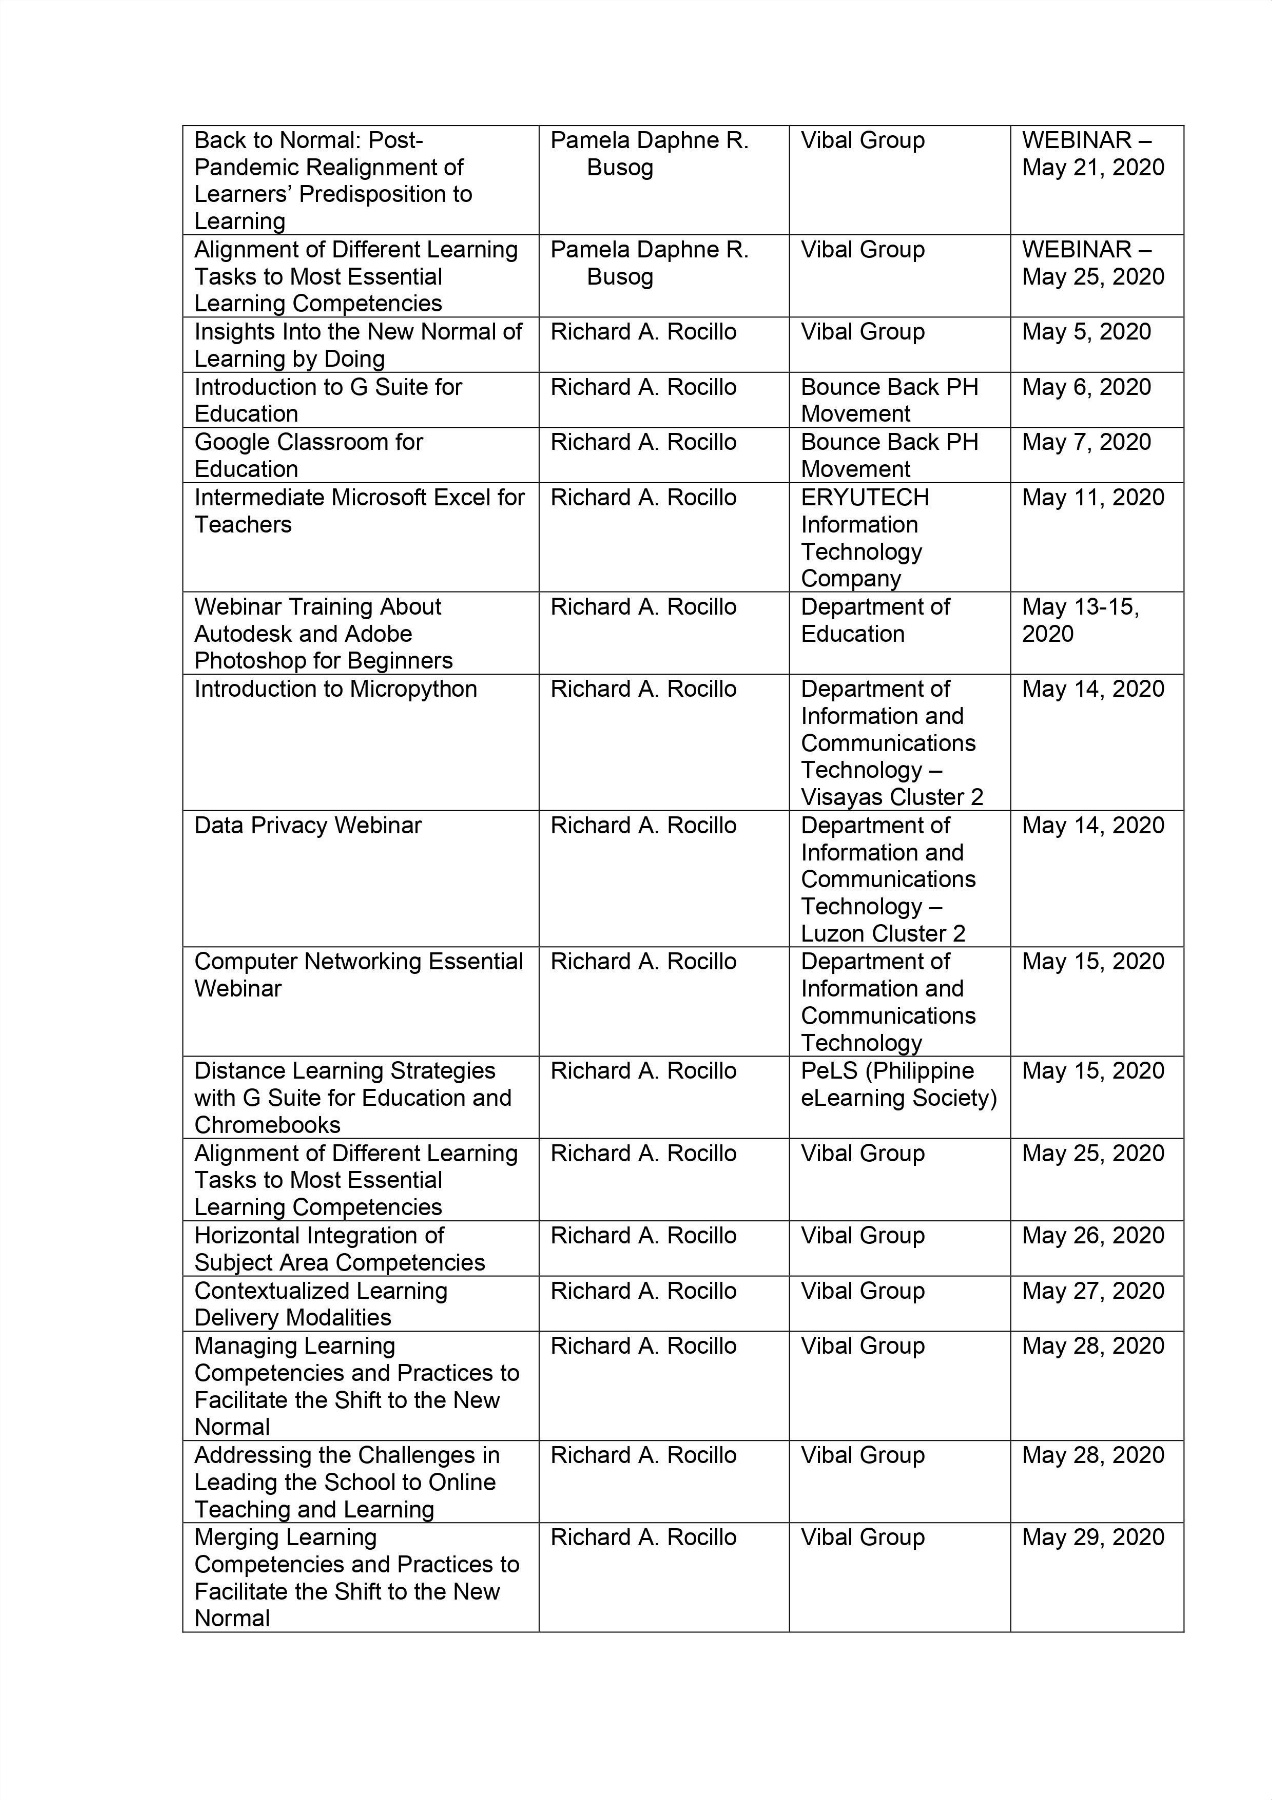 Back to Normal: Post-
Pandemic Realignment of
Learners’ Predisposition to
Learning
Pamela Daphne R.
Busog
Vibal Group
WEBINAR –
May 21, 2020
Alignment of Different Learning
Tasks to Most Essential
Learning Competencies
Pamela Daphne R.
Busog
Vibal Group
WEBINAR –
May 25, 2020
Insights Into the New Normal of
Learning by Doing
Richard A. Rocillo
Vibal Group
May 5, 2020
Introduction to G Suite for
Education
Richard A. Rocillo
Bounce Back PH
Movement
May 6, 2020
Google Classroom for
Education
Richard A. Rocillo
Bounce Back PH
Movement
May 7, 2020
Intermediate Microsoft Excel for
Teachers
Richard A. Rocillo
ERYUTECH
Information
Technology
Company
May 11, 2020
Webinar Training About
Autodesk and Adobe
Photoshop for Beginners
Richard A. Rocillo
Department of
Education
May 13-15,
2020
Introduction to Micropython
Richard A. Rocillo
Department of
Information and
Communications
Technology –
Visayas Cluster 2
May 14, 2020
Data Privacy Webinar
Richard A. Rocillo
Department of
Information and
Communications
Technology –
Luzon Cluster 2
May 14, 2020
Computer Networking Essential
Webinar
Richard A. Rocillo
Department of
Information and
Communications
Technology
May 15, 2020
Distance Learning Strategies
with G Suite for Education and
Chromebooks
Richard A. Rocillo
PeLS (Philippine
eLearning Society)
May 15, 2020
Alignment of Different Learning
Tasks to Most Essential
Learning Competencies
Richard A. Rocillo
Vibal Group
May 25, 2020
Horizontal Integration of
Subject Area Competencies
Richard A. Rocillo
Vibal Group
May 26, 2020
Contextualized Learning
Delivery Modalities
Richard A. Rocillo
Vibal Group
May 27, 2020
Managing Learning
Competencies and Practices to
Facilitate the Shift to the New
Normal
Richard A. Rocillo
Vibal Group
May 28, 2020
Addressing the Challenges in
Leading the School to Online
Teaching and Learning
Richard A. Rocillo
Vibal Group
May 28, 2020
Merging Learning
Competencies and Practices to
Facilitate the Shift to the New
Normal
Richard A. Rocillo
Vibal Group
May 29, 2020